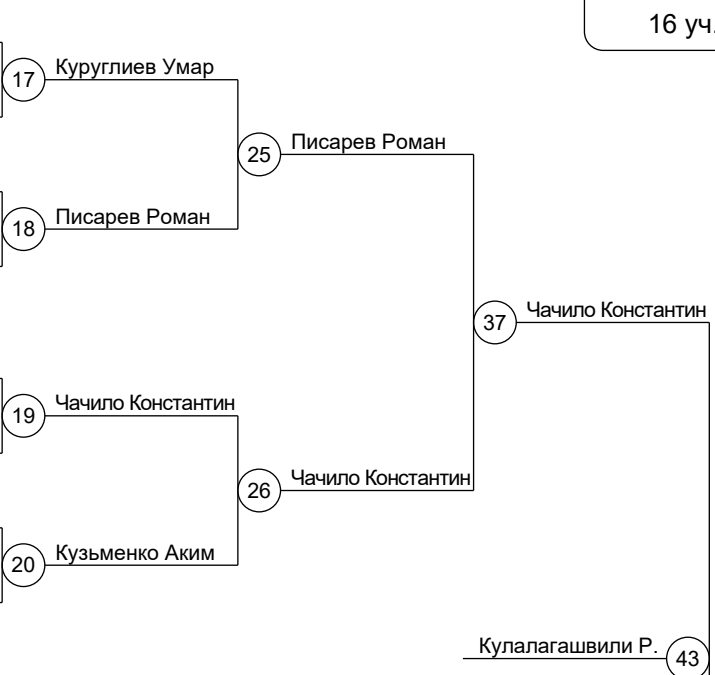 16 уч.
17 Куруглиев Умар
25 Писарев Роман
18 Писарев Роман
37 Чачило Константин
19 Чачило Константин
26 Чачило Константин
20 Кузьменко Аким
Кулалагашвили Р. 43